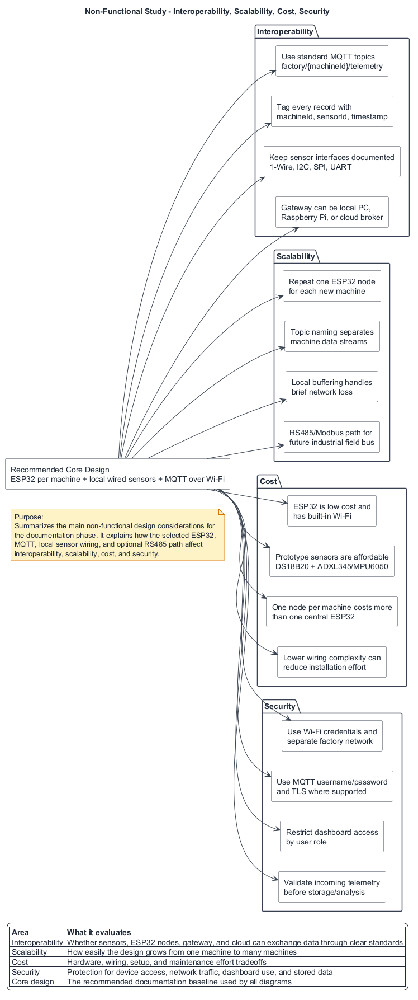 Non-Functional Study - Interoperability, Scalability, Cost, Security
Interoperability
Use standard MQTT topics
factory/{machineId}/telemetry
Tag every record with
machineId, sensorId, timestamp
Keep sensor interfaces documented
1-Wire, I2C, SPI, UART
Gateway can be local PC,
Raspberry Pi, or cloud broker
Scalability
Repeat one ESP32 node
for each new machine
Topic naming separates
machine data streams
Local buffering handles
brief network loss
RS485/Modbus path for
future industrial field bus
Recommended Core Design
ESP32 per machine + local wired sensors + MQTT over Wi-Fi
Purpose:
Summarizes the main non-functional design considerations for
the documentation phase. It explains how the selected ESP32,
MQTT, local sensor wiring, and optional RS485 path affect
interoperability, scalability, cost, and security.
Cost
ESP32 is low cost and
has built-in Wi-Fi
Prototype sensors are affordable
DS18B20 + ADXL345/MPU6050
One node per machine costs more
than one central ESP32
Lower wiring complexity can
reduce installation effort
Security
Use Wi-Fi credentials and
separate factory network
Use MQTT username/password
and TLS where supported
Restrict dashboard access
by user role
Validate incoming telemetry
before storage/analysis
Area What it evaluates
Interoperability Whether sensors, ESP32 nodes, gateway, and cloud can exchange data through clear standards
Scalability How easily the design grows from one machine to many machines
Cost Hardware, wiring, setup, and maintenance effort tradeoffs
Security Protection for device access, network traffic, dashboard use, and stored data
Core design The recommended documentation baseline used by all diagrams